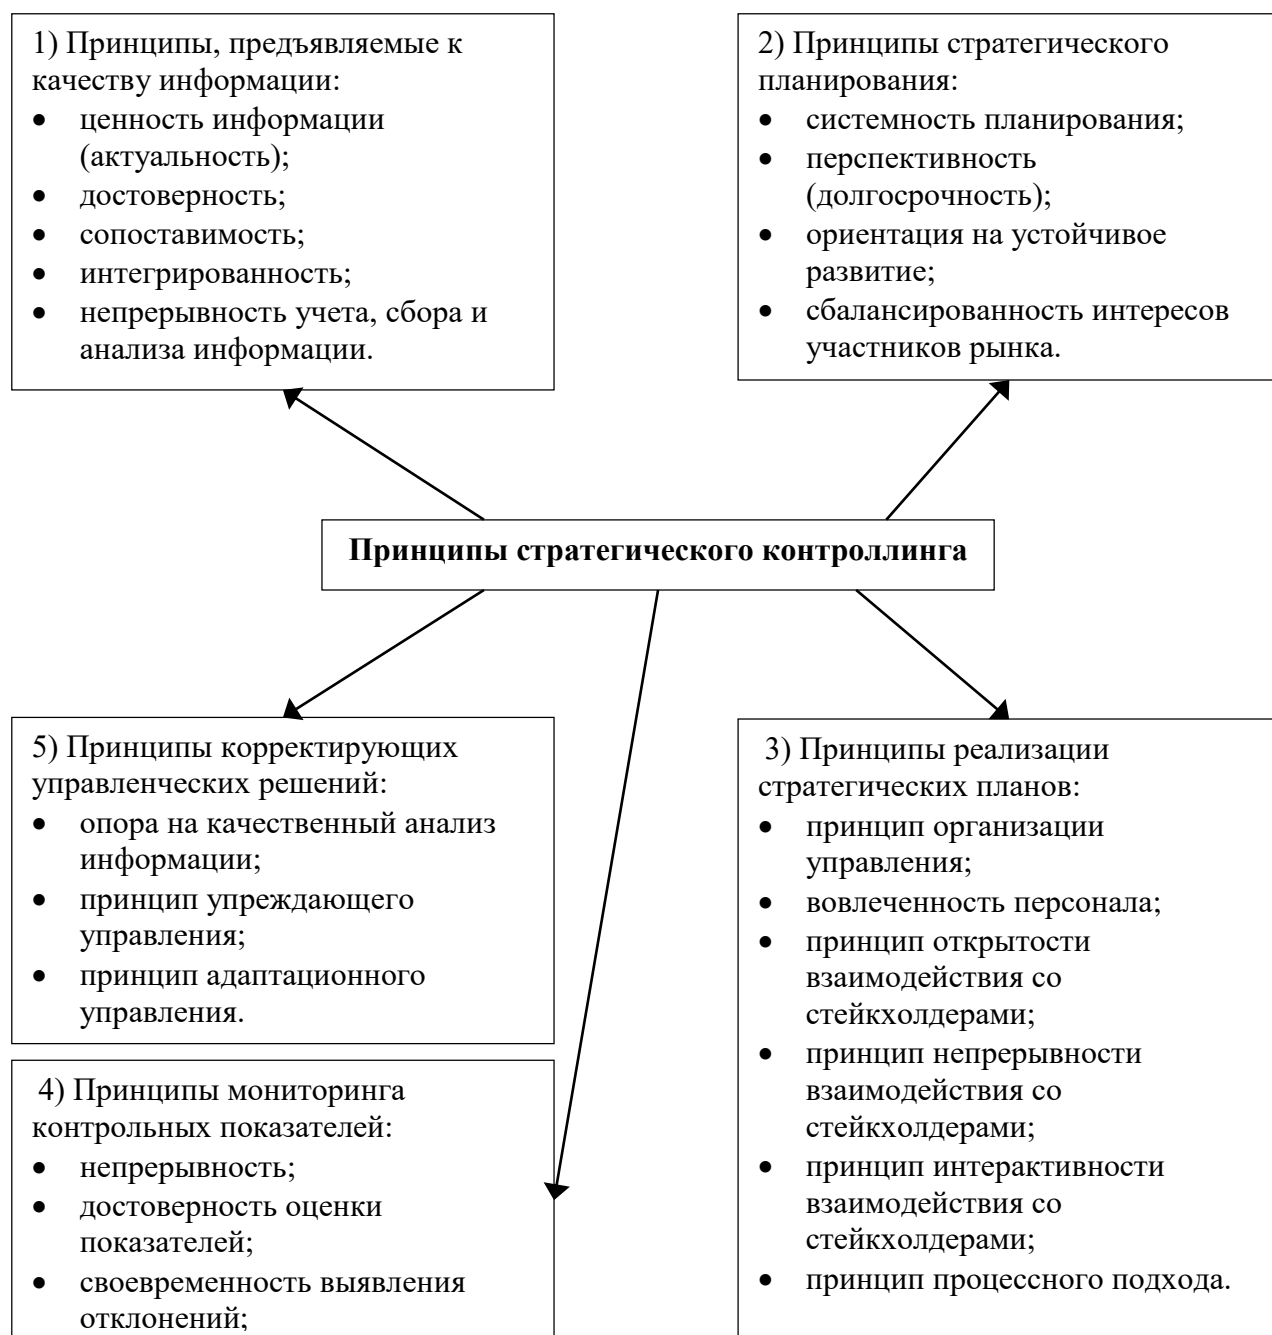 1) Принципы, предъявляемые к
качеству информации:
• ценность информации
(актуальность);
• достоверность;
• сопоставимость;
• интегрированность;
• непрерывность учета, сбора и
анализа информации.
2) Принципы стратегического
планирования:
• системность планирования;
• перспективность
(долгосрочность);
• ориентация на устойчивое
развитие;
• сбалансированность интересов
участников рынка.
Принципы стратегического контроллинга
5) Принципы корректирующих
управленческих решений:
• опора на качественный анализ
информации;
• принцип упреждающего
управления;
• принцип адаптационного
управления.
4) Принципы мониторинга
контрольных показателей:
• непрерывность;
• достоверность оценки
показателей;
• своевременность выявления
отклонений;
3) Принципы реализации
стратегических планов:
• принцип организации
управления;
• вовлеченность персонала;
• принцип открытости
взаимодействия со
стейкхолдерами;
• принцип непрерывности
взаимодействия со
стейкхолдерами;
• принцип интерактивности
взаимодействия со
стейкхолдерами;
• принцип процессного подхода.